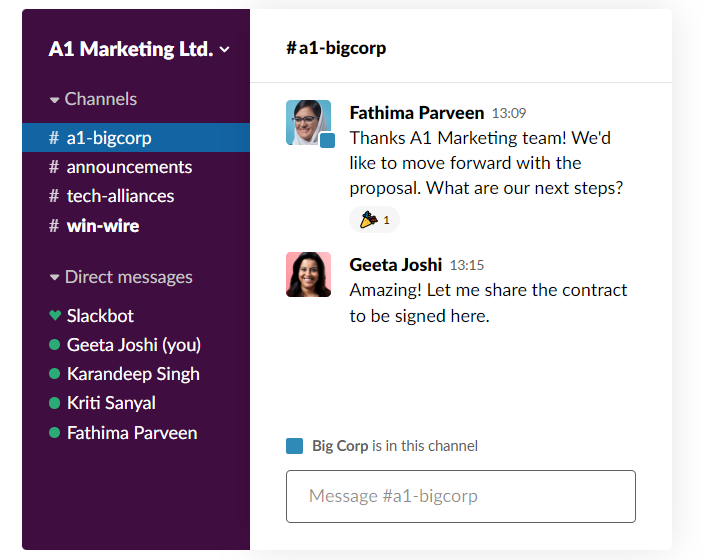 A1 Marketing Ltd.
Channels
# a1-bigcorp
# announcements
# tech-alliances
# win-wire
Direct messages
Slackbot
Geeta Joshi (you)
Karandeep Singh
Kriti Sanyal
Fathima Parveen
#a1-bigcorp
Fathima Parveen 13:09
Thanks A1 Marketing team! We'd
like to move forward with the
proposal. What are our next steps?
1
Geeta Joshi 13:15
Amazing! Let me share the contract
to be signed here.
Big Corp is in this channel
Message #a1-bigcorp